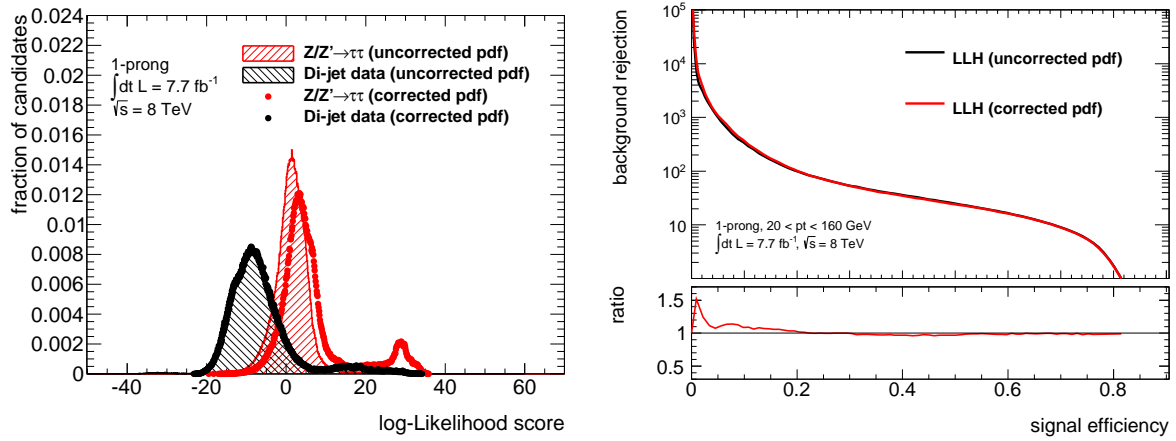 fraction of candidates
0.024
0.022
0.02
0.018
0.016
0.014
0.012
0.01
0.008
0.006
0.004
0.002
0
1-prong
∫dt L = 7.7 fb⁻¹
√s = 8 TeV
Z/Z'→ττ (uncorrected pdf)
Di-jet data (uncorrected pdf)
Z/Z'→ττ (corrected pdf)
Di-jet data (corrected pdf)
-40 -20 0 20 40 60
log-Likelihood score
background rejection
10⁵
10⁴
10³
10²
10
LLH (uncorrected pdf)
LLH (corrected pdf)
1-prong, 20 < pt < 160 GeV
∫dt L = 7.7 fb⁻¹, √s = 8 TeV
ratio
1.5
1
0.5
0 0.2 0.4 0.6 0.8
signal efficiency